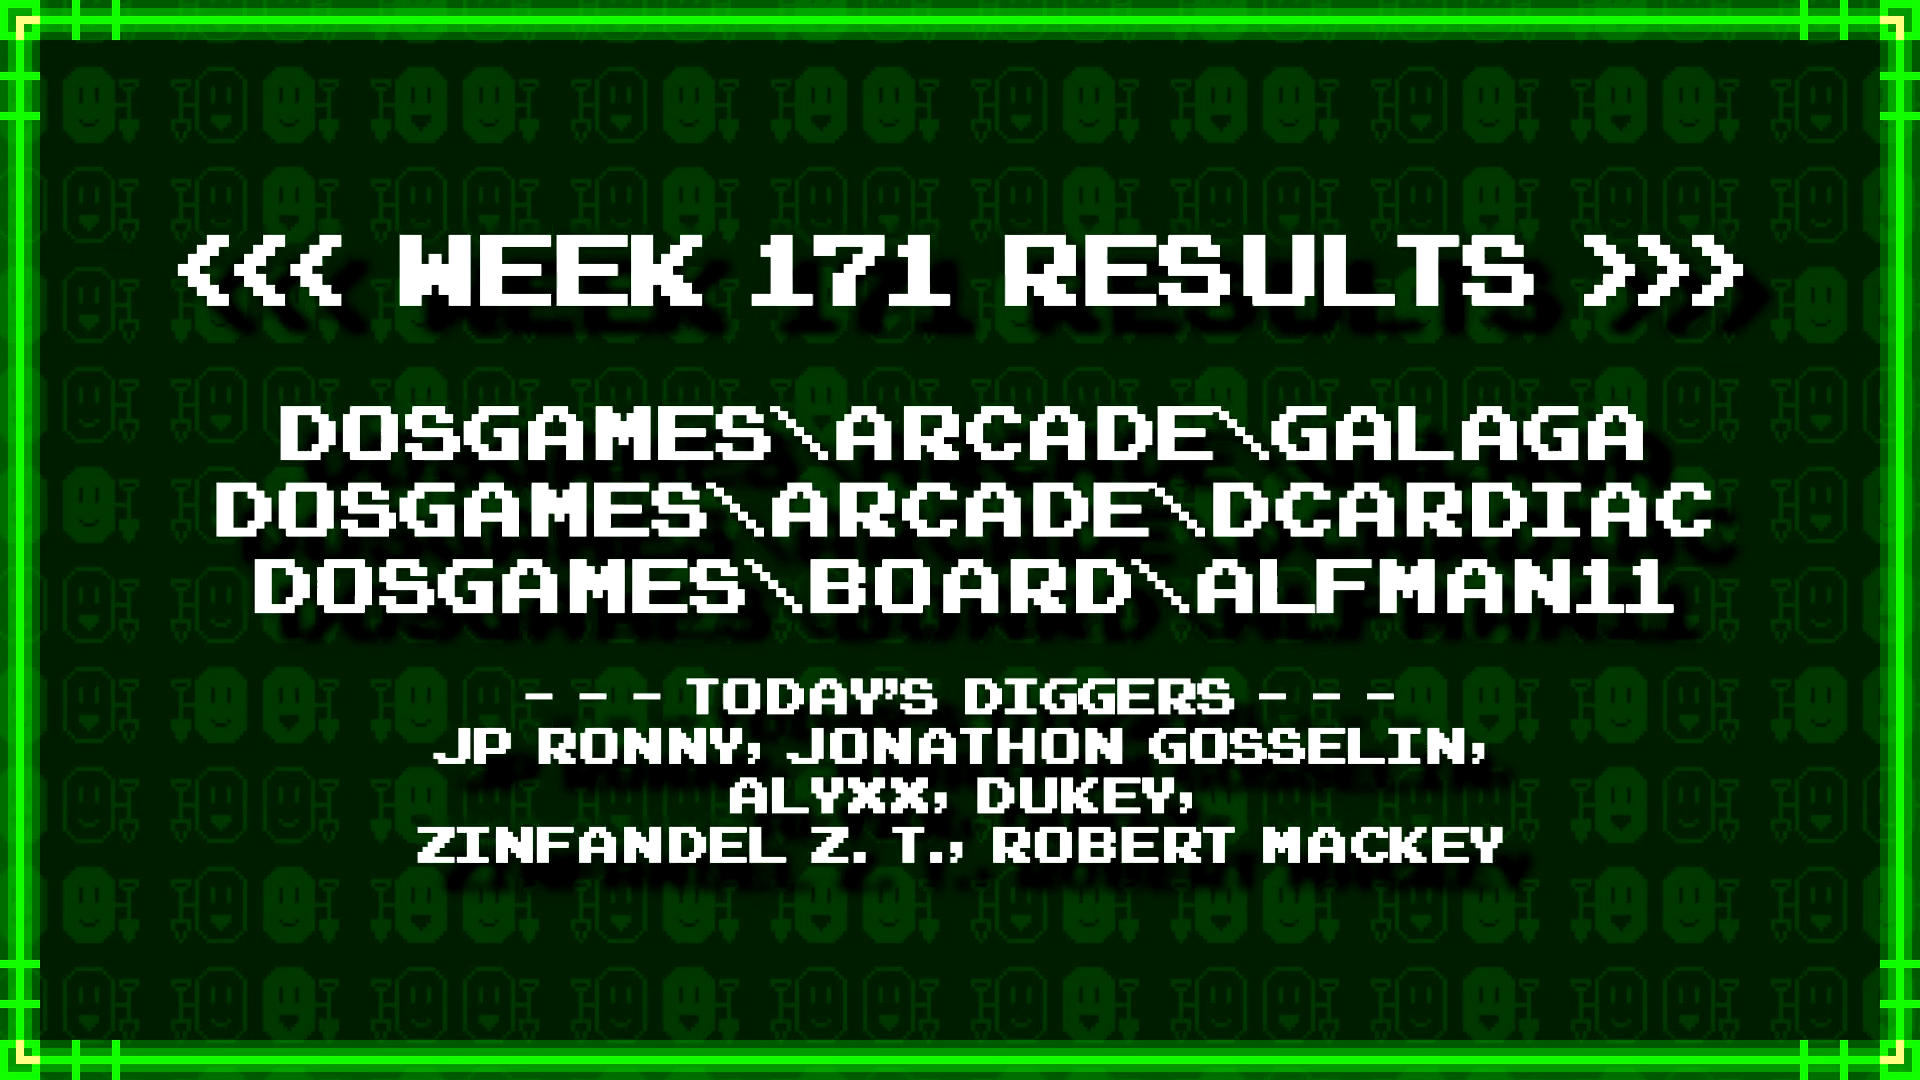 <<< WEEK 171 RESULTS >>>
DOSGAMES\ARCADE\GALAGA
DOSGAMES\ARCADE\DCARDIAC
DOSGAMES\BOARD\ALFMAN11
- - - TODAY'S DIGGERS - - -
JP RONNY, JONATHON GOSSELIN,
ALYXX, DUKEY,
ZINFANDEL Z. T., ROBERT MACKEY